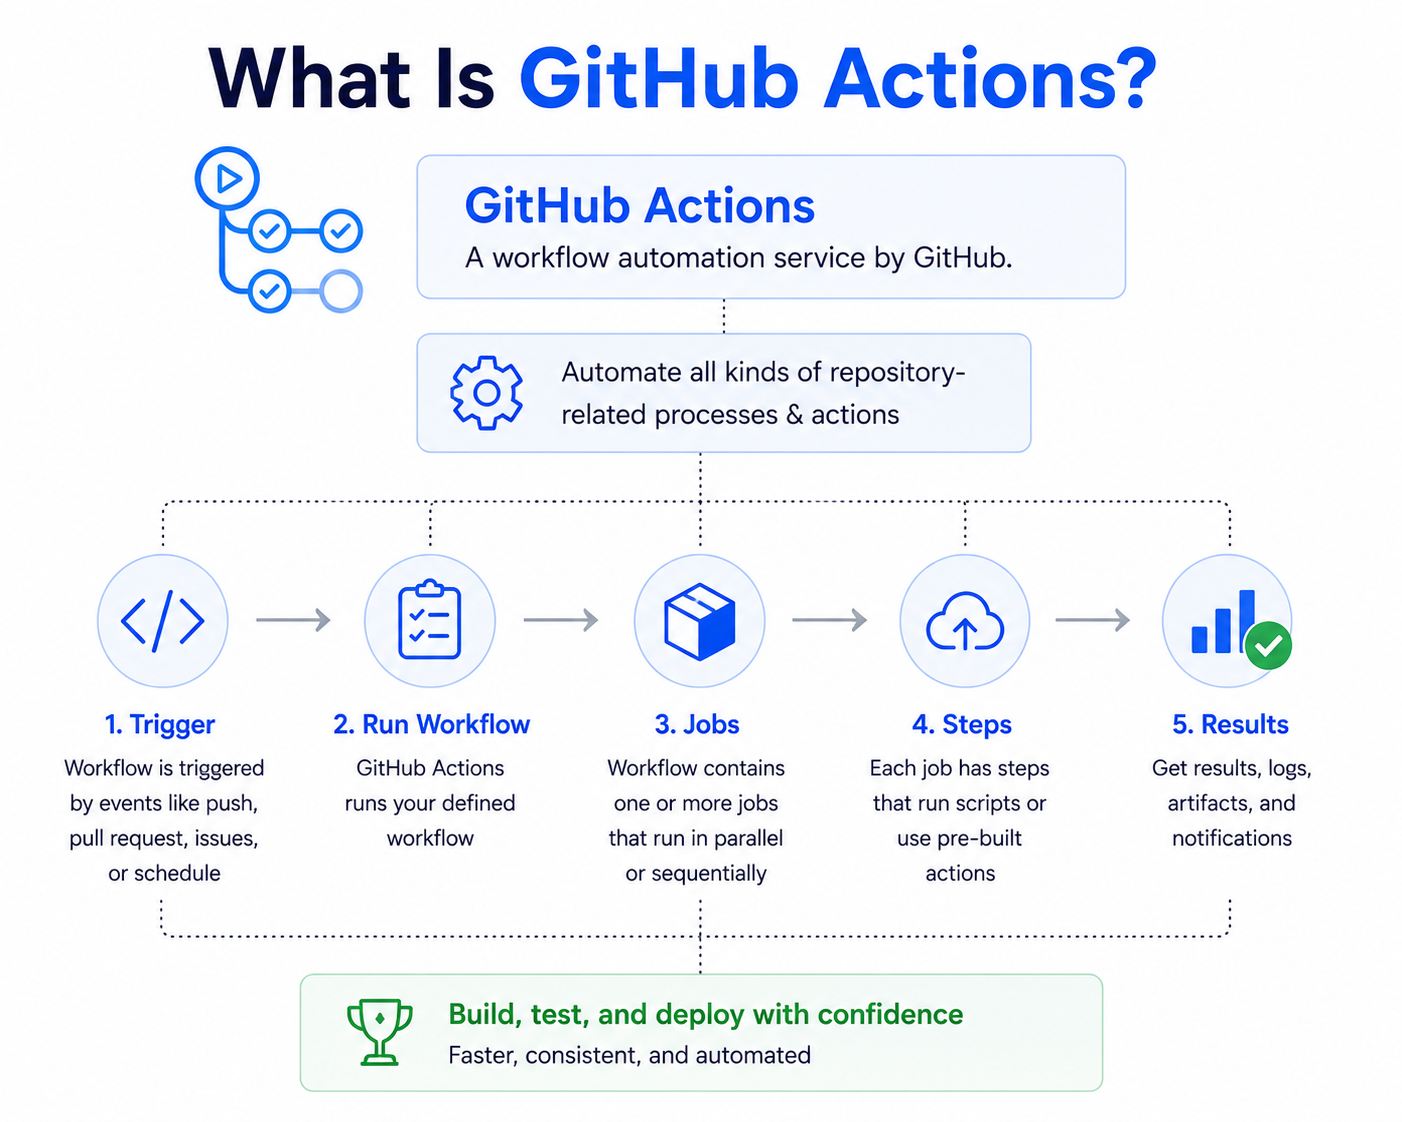 What Is GitHub Actions?
GitHub Actions
A workflow automation service by GitHub.
Automate all kinds of repository-
related processes & actions
1. Trigger
Workflow is triggered
by events like push,
pull request, issues,
or schedule
2. Run Workflow
GitHub Actions
runs your defined
workflow
3. Jobs
Workflow contains
one or more jobs
that run in parallel
or sequentially
4. Steps
Each job has steps
that run scripts or
use pre-built
actions
5. Results
Get results, logs,
artifacts, and
notifications
Build, test, and deploy with confidence
Faster, consistent, and automated